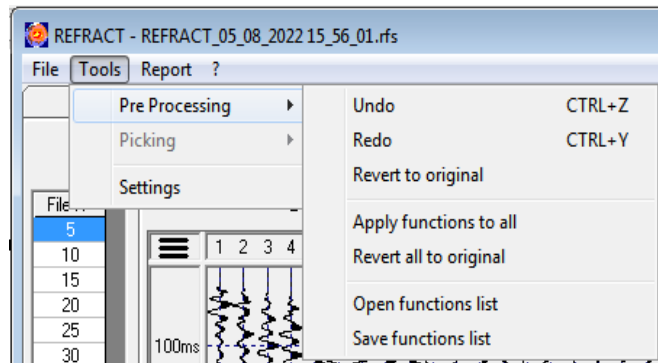 REFRACT - REFRACT_05_08_2022 15_56_01.rfs
File Tools Report ?
Pre Processing
Picking
Settings
Undo CTRL+Z
Redo CTRL+Y
Revert to original
Apply functions to all
Revert all to original
Open functions list
Save functions list
File
5
10
15
20
25
30
1 2 3 4
100ms